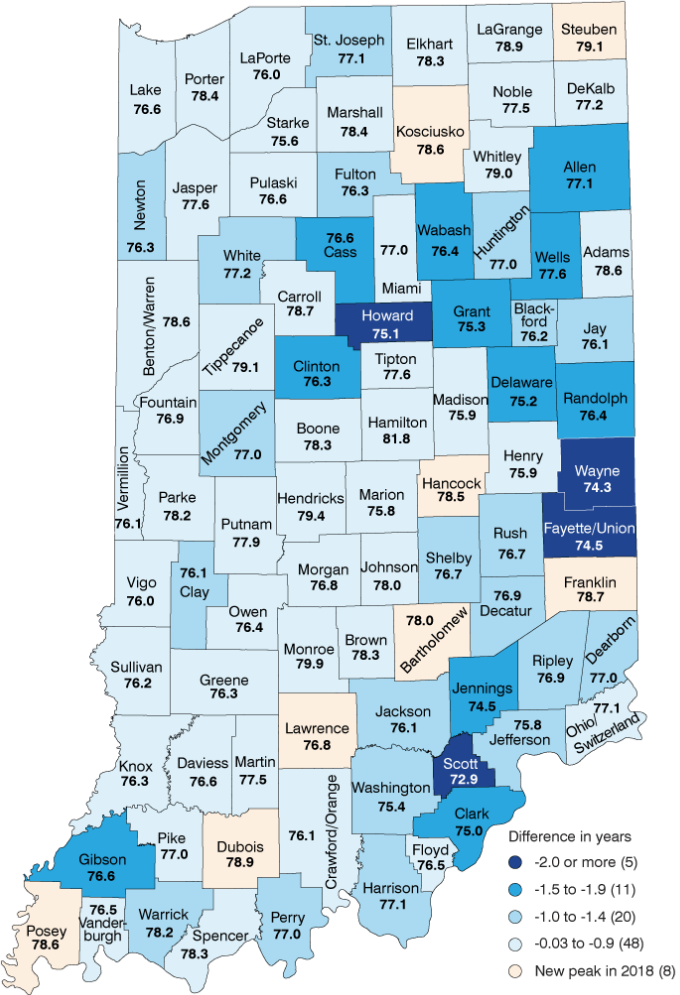 LaGrange
78.9
Steuben
79.1
St. Joseph
77.1
Elkhart
78.3
LaPorte
76.0
Porter
78.4
Lake
76.6
Noble
77.5
DeKalb
77.2
Marshall
78.4
Starke
75.6
Kosciusko
78.6
Whitley
79.0
Allen
77.1
Fulton
76.3
Pulaski
76.6
Jasper
77.6
Newton
76.3
Wabash
76.4
Huntington
77.0
Wells
77.6
Adams
78.6
76.6
Cass
77.0
Miami
White
77.2
Carroll
78.7
Benton/Warren
78.6
Howard
75.1
Grant
75.3
Black-
ford
76.2
Jay
76.1
Tippecanoe
79.1
Clinton
76.3
Tipton
77.6
Madison
75.9
Delaware
75.2
Randolph
76.4
Fountain
76.9
Montgomery
77.0
Boone
78.3
Hamilton
81.8
Henry
75.9
Wayne
74.3
Vermillion
76.1
Parke
78.2
Putnam
77.9
Hendricks
79.4
Marion
75.8
Hancock
78.5
Rush
76.7
Fayette/Union
74.5
Shelby
76.7
Vigo
76.0
76.1
Clay
Owen
76.4
Morgan
76.8
Johnson
78.0
76.9
Decatur
Franklin
78.7
Sullivan
76.2
Greene
76.3
Monroe
79.9
Brown
78.3
78.0
Bartholomew
Jennings
74.5
Ripley
76.9
Dearborn
77.0
77.1
Ohio/
Switzerland
Lawrence
76.8
Jackson
76.1
75.8
Jefferson
Scott
72.9
Knox
76.3
Daviess
76.6
Martin
77.5
Washington
75.4
Clark
75.0
76.1
Crawford/Orange
Floyd
76.5
Gibson
76.6
Pike
77.0
Dubois
78.9
Harrison
77.1
Posey
78.6
76.5
Vander-
burgh
Warrick
78.2
Spencer
78.3
Perry
77.0
Difference in years
-2.0 or more (5)
-1.5 to -1.9 (11)
-1.0 to -1.4 (20)
-0.03 to -0.9 (48)
New peak in 2018 (8)